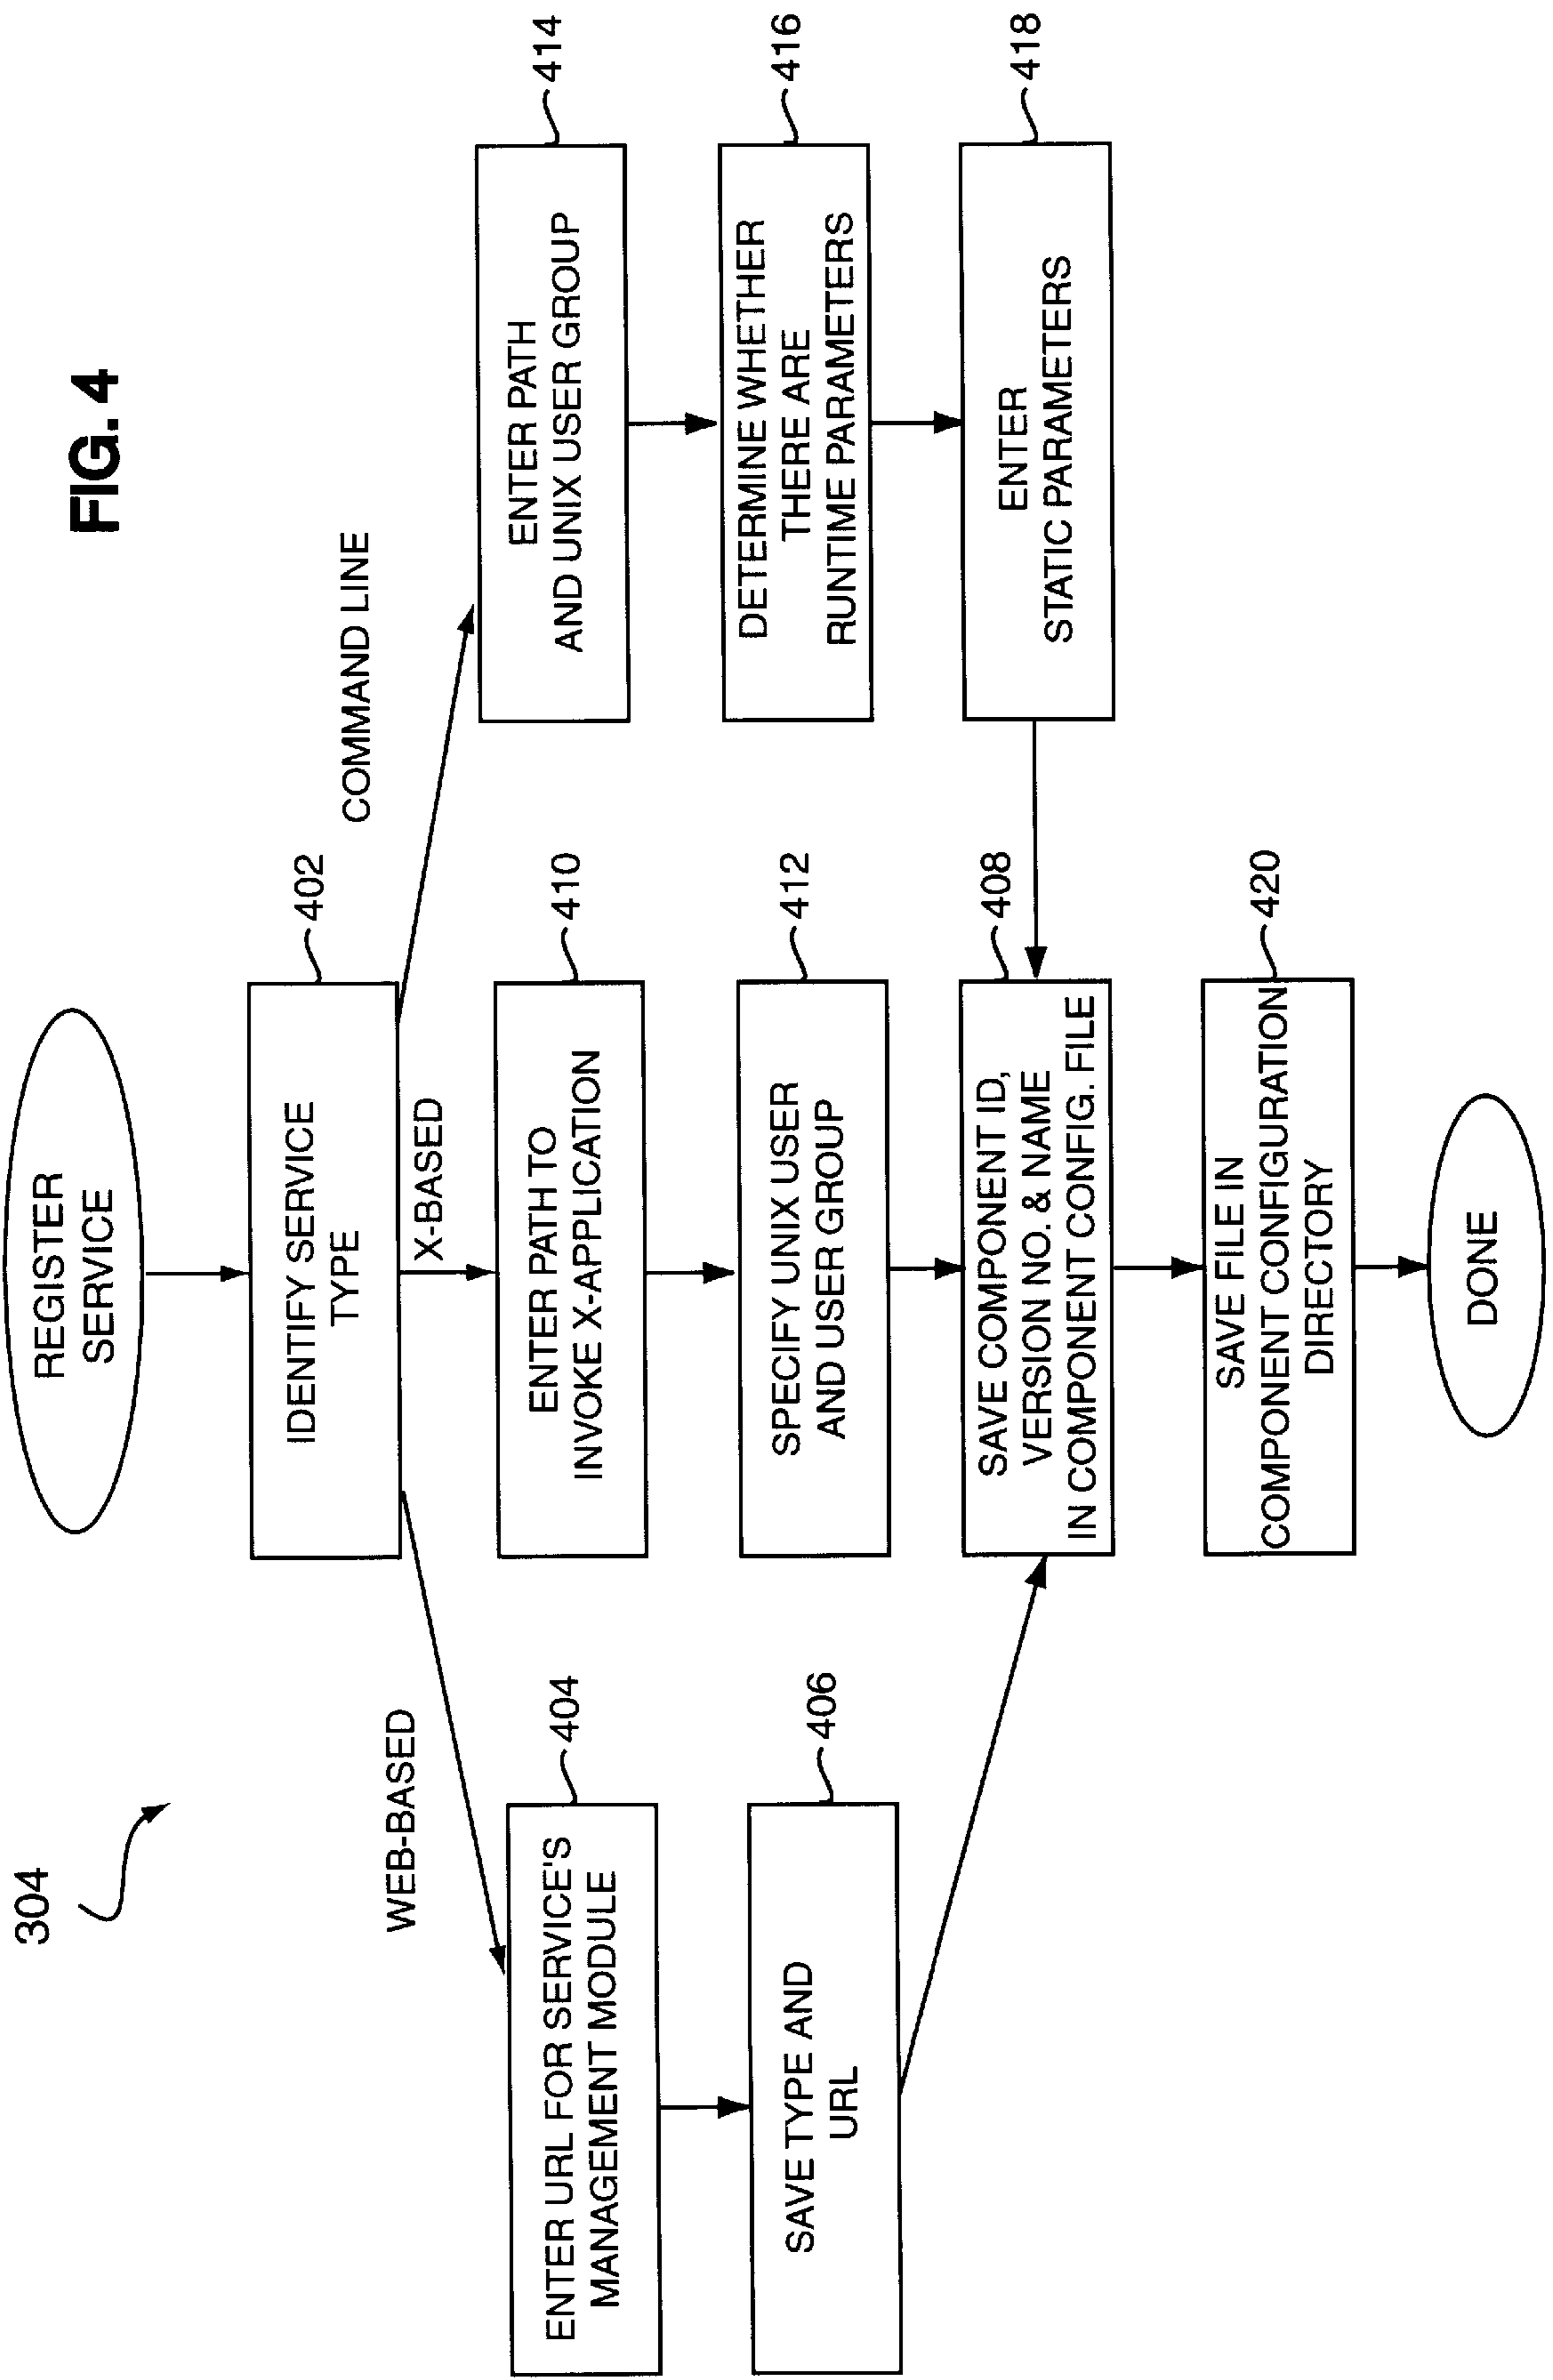 FIG. 4
304
REGISTER
SERVICE
402
IDENTIFY SERVICE
TYPE
WEB-BASED
X-BASED
COMMAND LINE
404
ENTER URL FOR SERVICE'S
MANAGEMENT MODULE
406
SAVE TYPE AND
URL
410
ENTER PATH TO
INVOKE X-APPLICATION
412
SPECIFY UNIX USER
AND USER GROUP
414
ENTER PATH
AND UNIX USER GROUP
416
DETERMINE WHETHER
THERE ARE
RUNTIME PARAMETERS
418
ENTER
STATIC PARAMETERS
408
SAVE COMPONENT ID,
VERSION NO. & NAME
IN COMPONENT CONFIG. FILE
420
SAVE FILE IN
COMPONENT CONFIGURATION
DIRECTORY
DONE